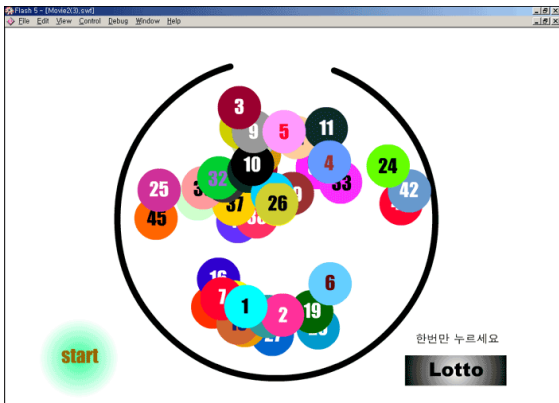 Flash 5 - [Movie2(3).swf]
File Edit View Control Debug Window Help
3
9 5 11
10 4 24
32 33 42
25 37 26
45
16 6
7 1 2 19
27
start
한번만 누르세요
Lotto